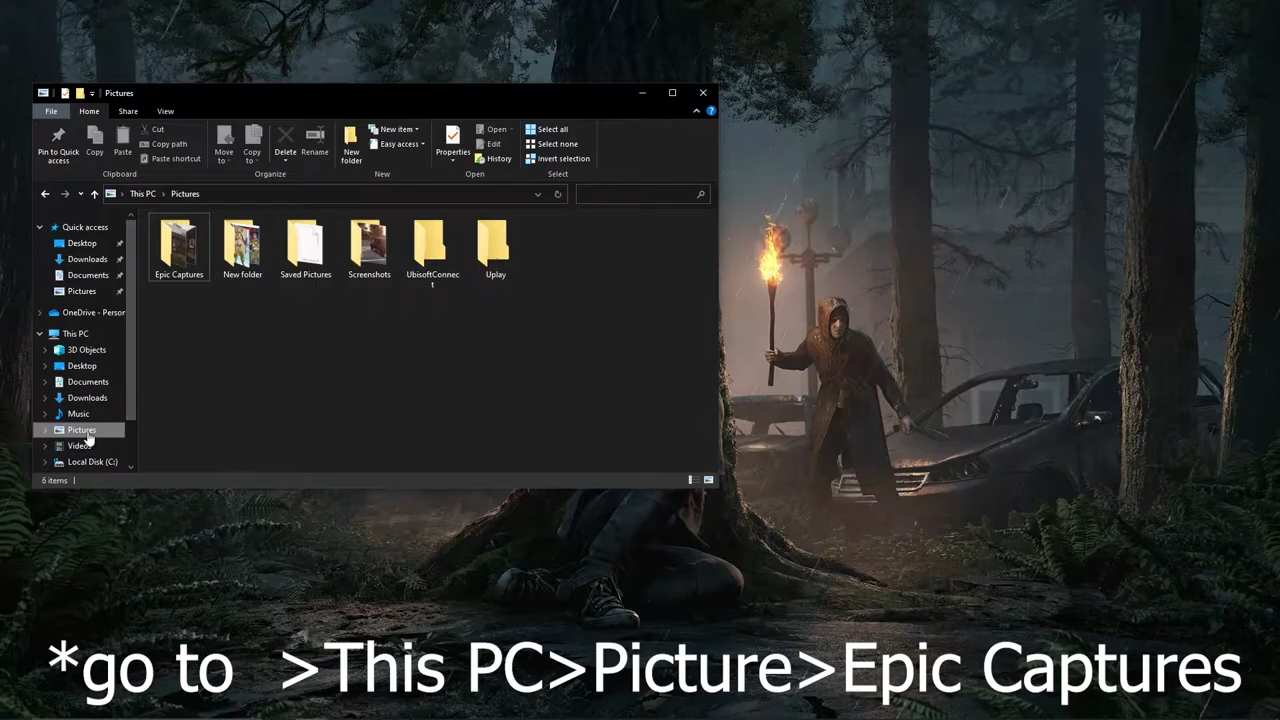 Pictures
File Home Share View
Pin to Quick access
Copy
Paste
Cut
Copy path
Paste shortcut
Clipboard
Move to
Copy to
Delete
Rename
Organize
New folder
New item
Easy access
New
Properties
Open
Edit
History
Open
Select all
Select none
Invert selection
Select
This PC > Pictures
Quick access
Desktop
Downloads
Documents
Pictures
OneDrive - Person
This PC
3D Objects
Desktop
Documents
Downloads
Music
Pictures
Videos
Local Disk (C:)
Epic Captures
New folder
Saved Pictures
Screenshots
UbisoftConnec
t
Uplay
6 items
*go to >This PC>Picture>Epic Captures